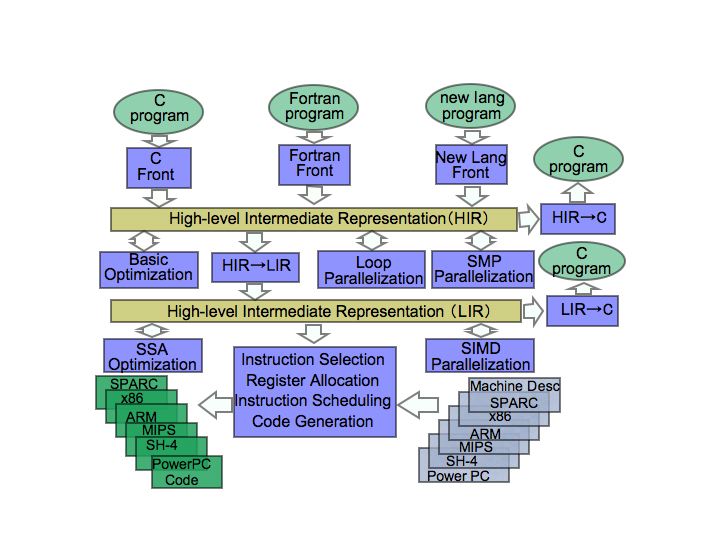 C
program
Fortran
program
new lang
program
C
Front
Fortran
Front
New Lang
Front
C
program
High-level Intermediate Representation(HIR)
HIR→C
Basic
Optimization
HIR→LIR
Loop
Parallelization
SMP
Parallelization
C
program
High-level Intermediate Representation (LIR)
LIR→C
SSA
Optimization
Instruction Selection
Register Allocation
Instruction Scheduling
Code Generation
SIMD
Parallelization
SPARC
x86
ARM
MIPS
SH-4
PowerPC
Code
Machine Desc
SPARC
x86
ARM
MIPS
SH-4
Power PC